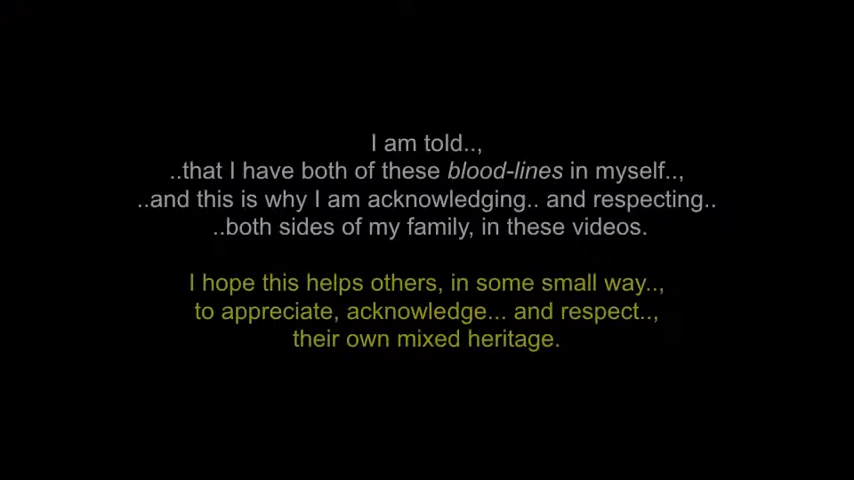 I am told..,
..that I have both of these blood-lines in myself..,
..and this is why I am acknowledging.. and respecting..
..both sides of my family, in these videos.
I hope this helps others, in some small way..,
to appreciate, acknowledge... and respect..,
their own mixed heritage.